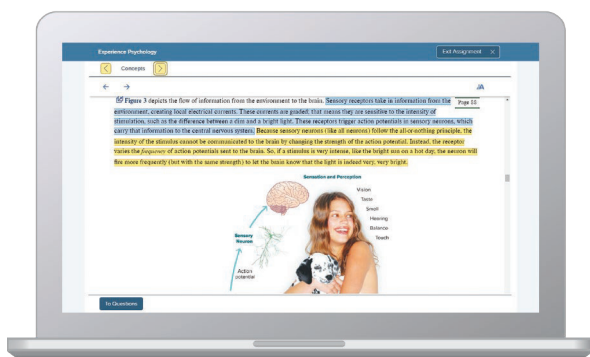 Experience Psychology
Exit Assignment X
Concepts
Figure 3 depicts the flow of information from the environment to the brain. Sensory receptors take in information from the
Page 88
environment, creating local electrical currents. These currents are graded; that means they are sensitive to the intensity of
stimulation, such as the difference between a dim and a bright light. These receptors trigger action potentials in sensory neurons, which
carry that information to the central nervous system. Because sensory neurons (like all neurons) follow the all-or-nothing principle, the
intensity of the stimulus cannot be communicated to the brain by changing the strength of the action potential. Instead, the receptor
varies the frequency of action potentials sent to the brain. So, if a stimulus is very intense, like the bright sun on a hot day, the neuron will
fire more frequently (but with the same strength) to let the brain know that the light is indeed very, very bright.
Sensation and Perception
Vision
Taste
Smell
Hearing
Balance
Touch
Sensory
Neuron
Action
potential
To Questions